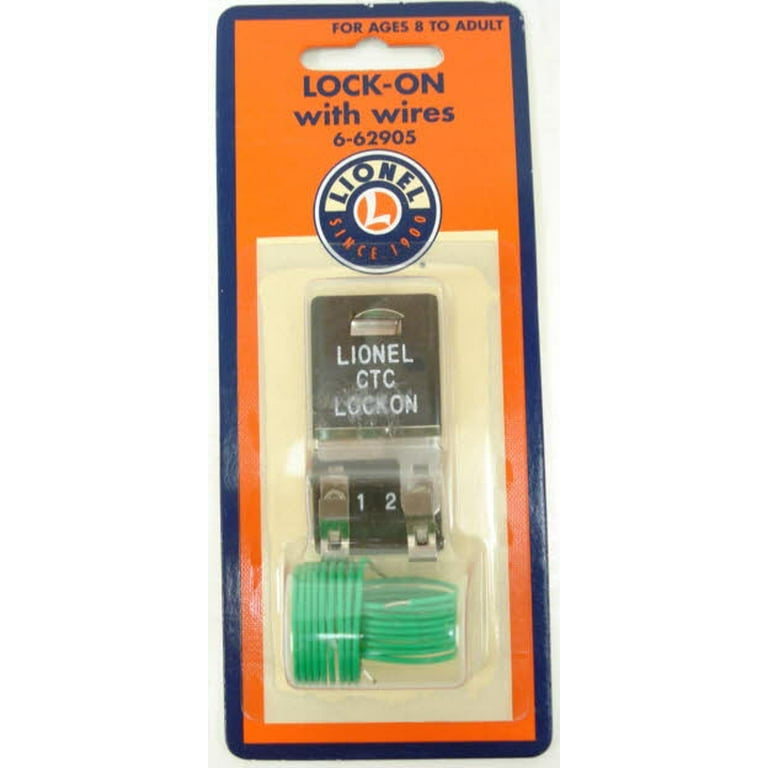 FOR AGES 8 TO ADULT
LOCK-ON
with wires
6-62905
LIONEL
L
SINCE 1900
LIONEL
CTC
LOCKON
1 2